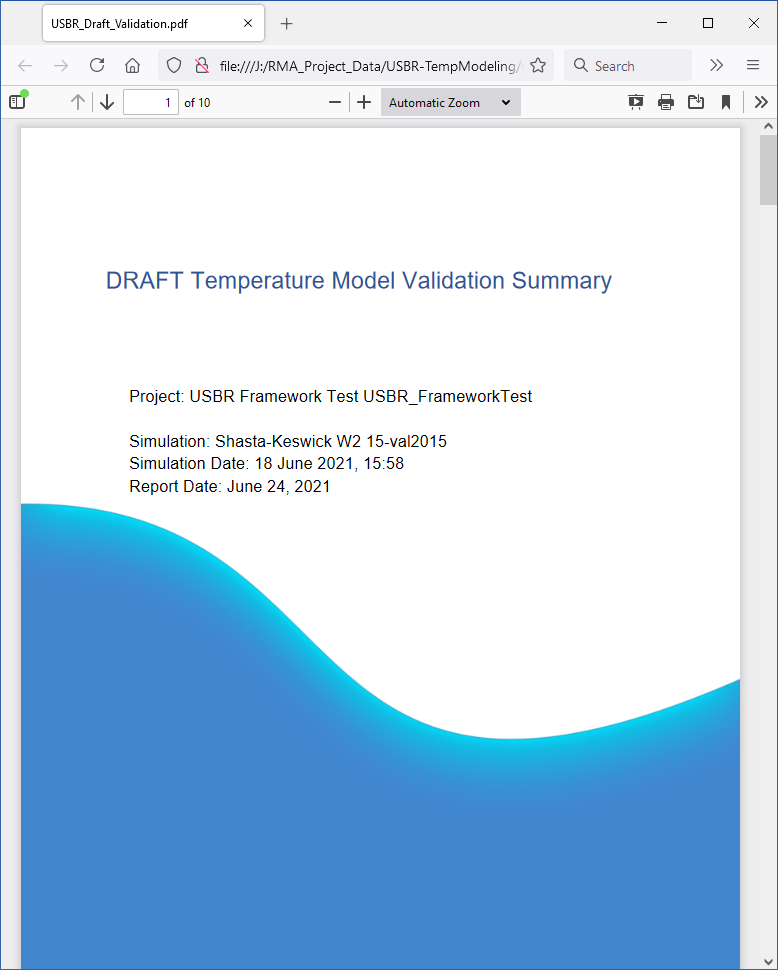 USBR_Draft_Validation.pdf
file:///J:/RMA_Project_Data/USBR-TempModeling/
Search
1 of 10
Automatic Zoom
DRAFT Temperature Model Validation Summary
Project: USBR Framework Test USBR_FrameworkTest
Simulation: Shasta-Keswick W2 15-val2015
Simulation Date: 18 June 2021, 15:58
Report Date: June 24, 2021